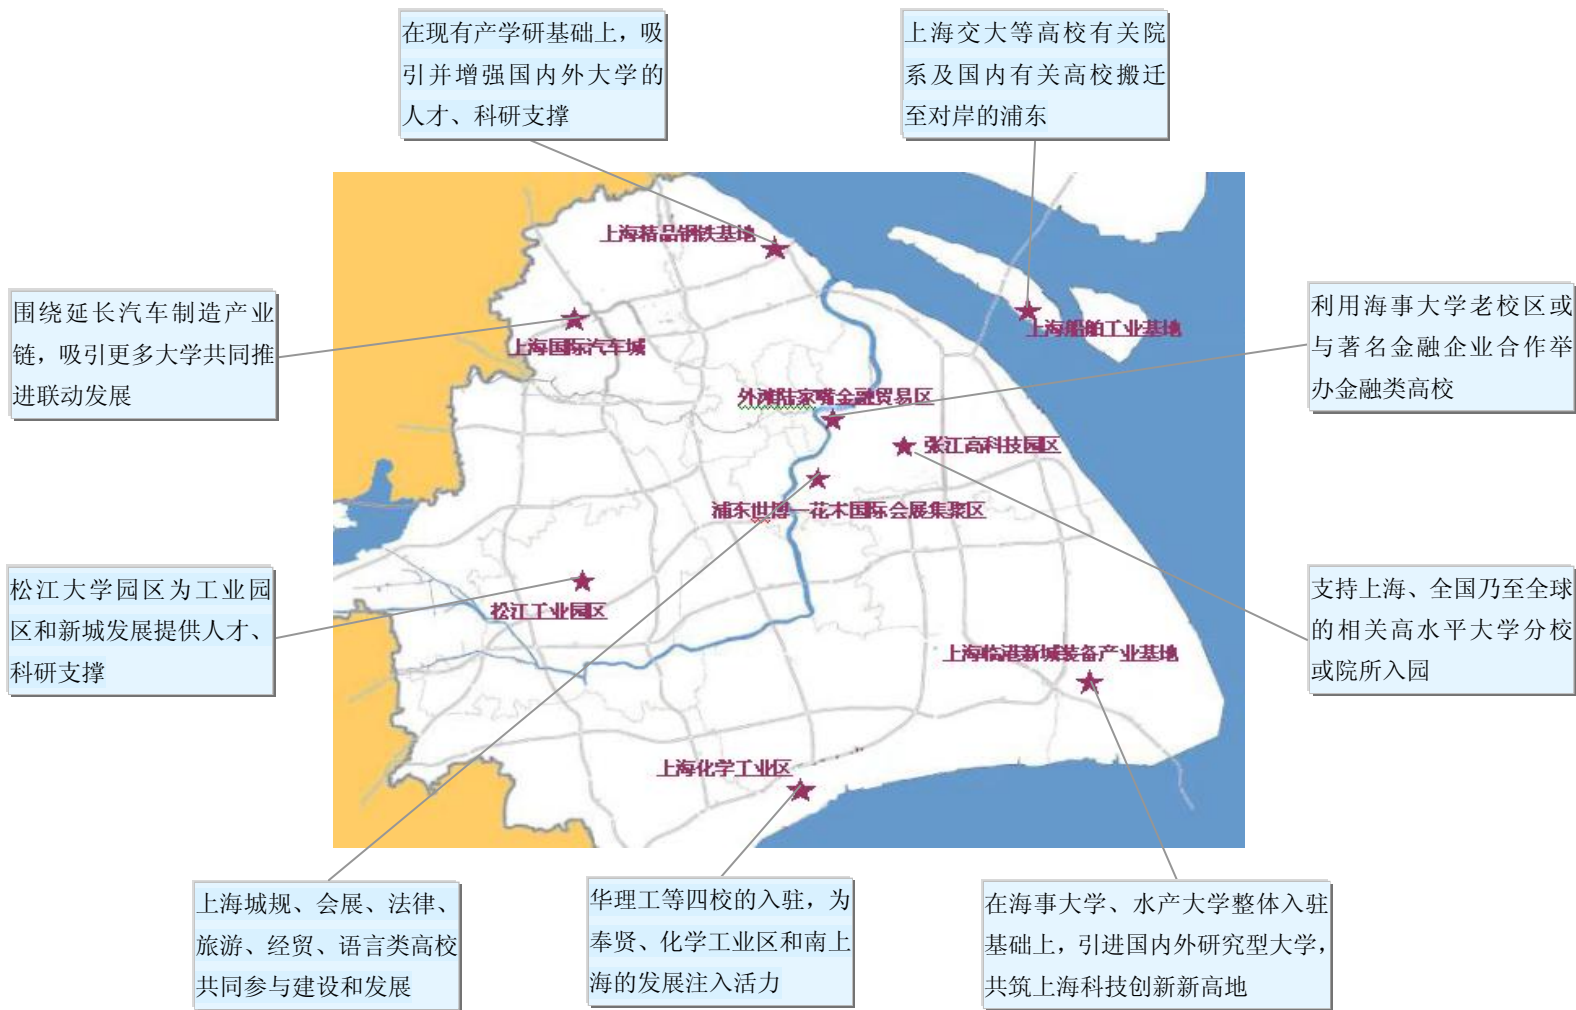 在现有产学研基础上，吸
引并增强国内外大学的
人才、科研支撑
上海交大等高校有关院
系及国内有关高校搬迁
至对岸的浦东
上海精品钢铁基地
围绕延长汽车制造产业
链，吸引更多大学共同推
进联动发展
上海国际汽车城
上海船舶工业基地
利用海事大学老校区或
与著名金融企业合作举
办金融类高校
外滩陆家嘴金融贸易区
张江高科技园区
浦东世博—花木国际会展集聚区
松江大学园区为工业园
区和新城发展提供人才、
科研支撑
松江工业园区
支持上海、全国乃至全球
的相关高水平大学分校
或院所入园
上海临港新城装备产业基地
上海化学工业区
上海城规、会展、法律、
旅游、经贸、语言类高校
共同参与建设和发展
华理工等四校的入驻，为
奉贤、化学工业区和南上
海的发展注入活力
在海事大学、水产大学整体入驻
基础上，引进国内外研究型大学，
共筑上海科技创新新高地